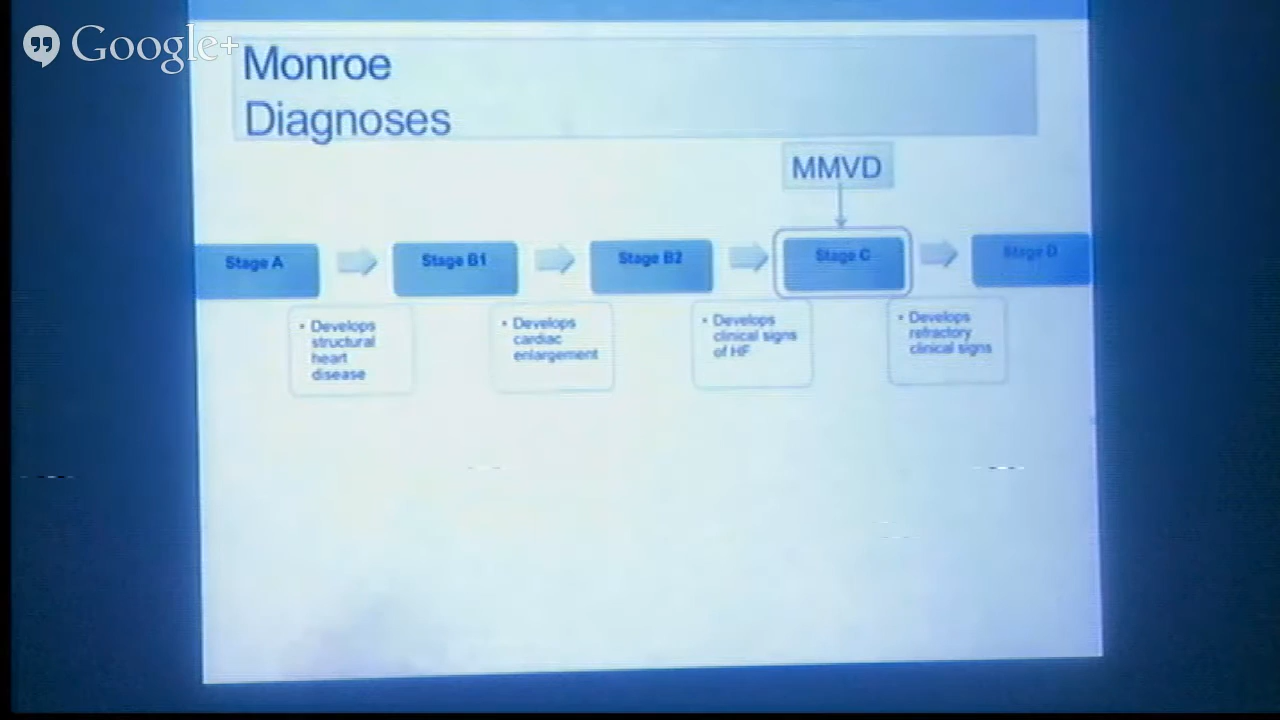 Google+
Monroe
Diagnoses
MMVD
Stage A
Stage B1
Stage B2
Stage C
Stage D
• Develops
structural
heart
disease
• Develops
cardiac
enlargement
• Develops
clinical signs
of HF
• Develops
refractory
clinical signs